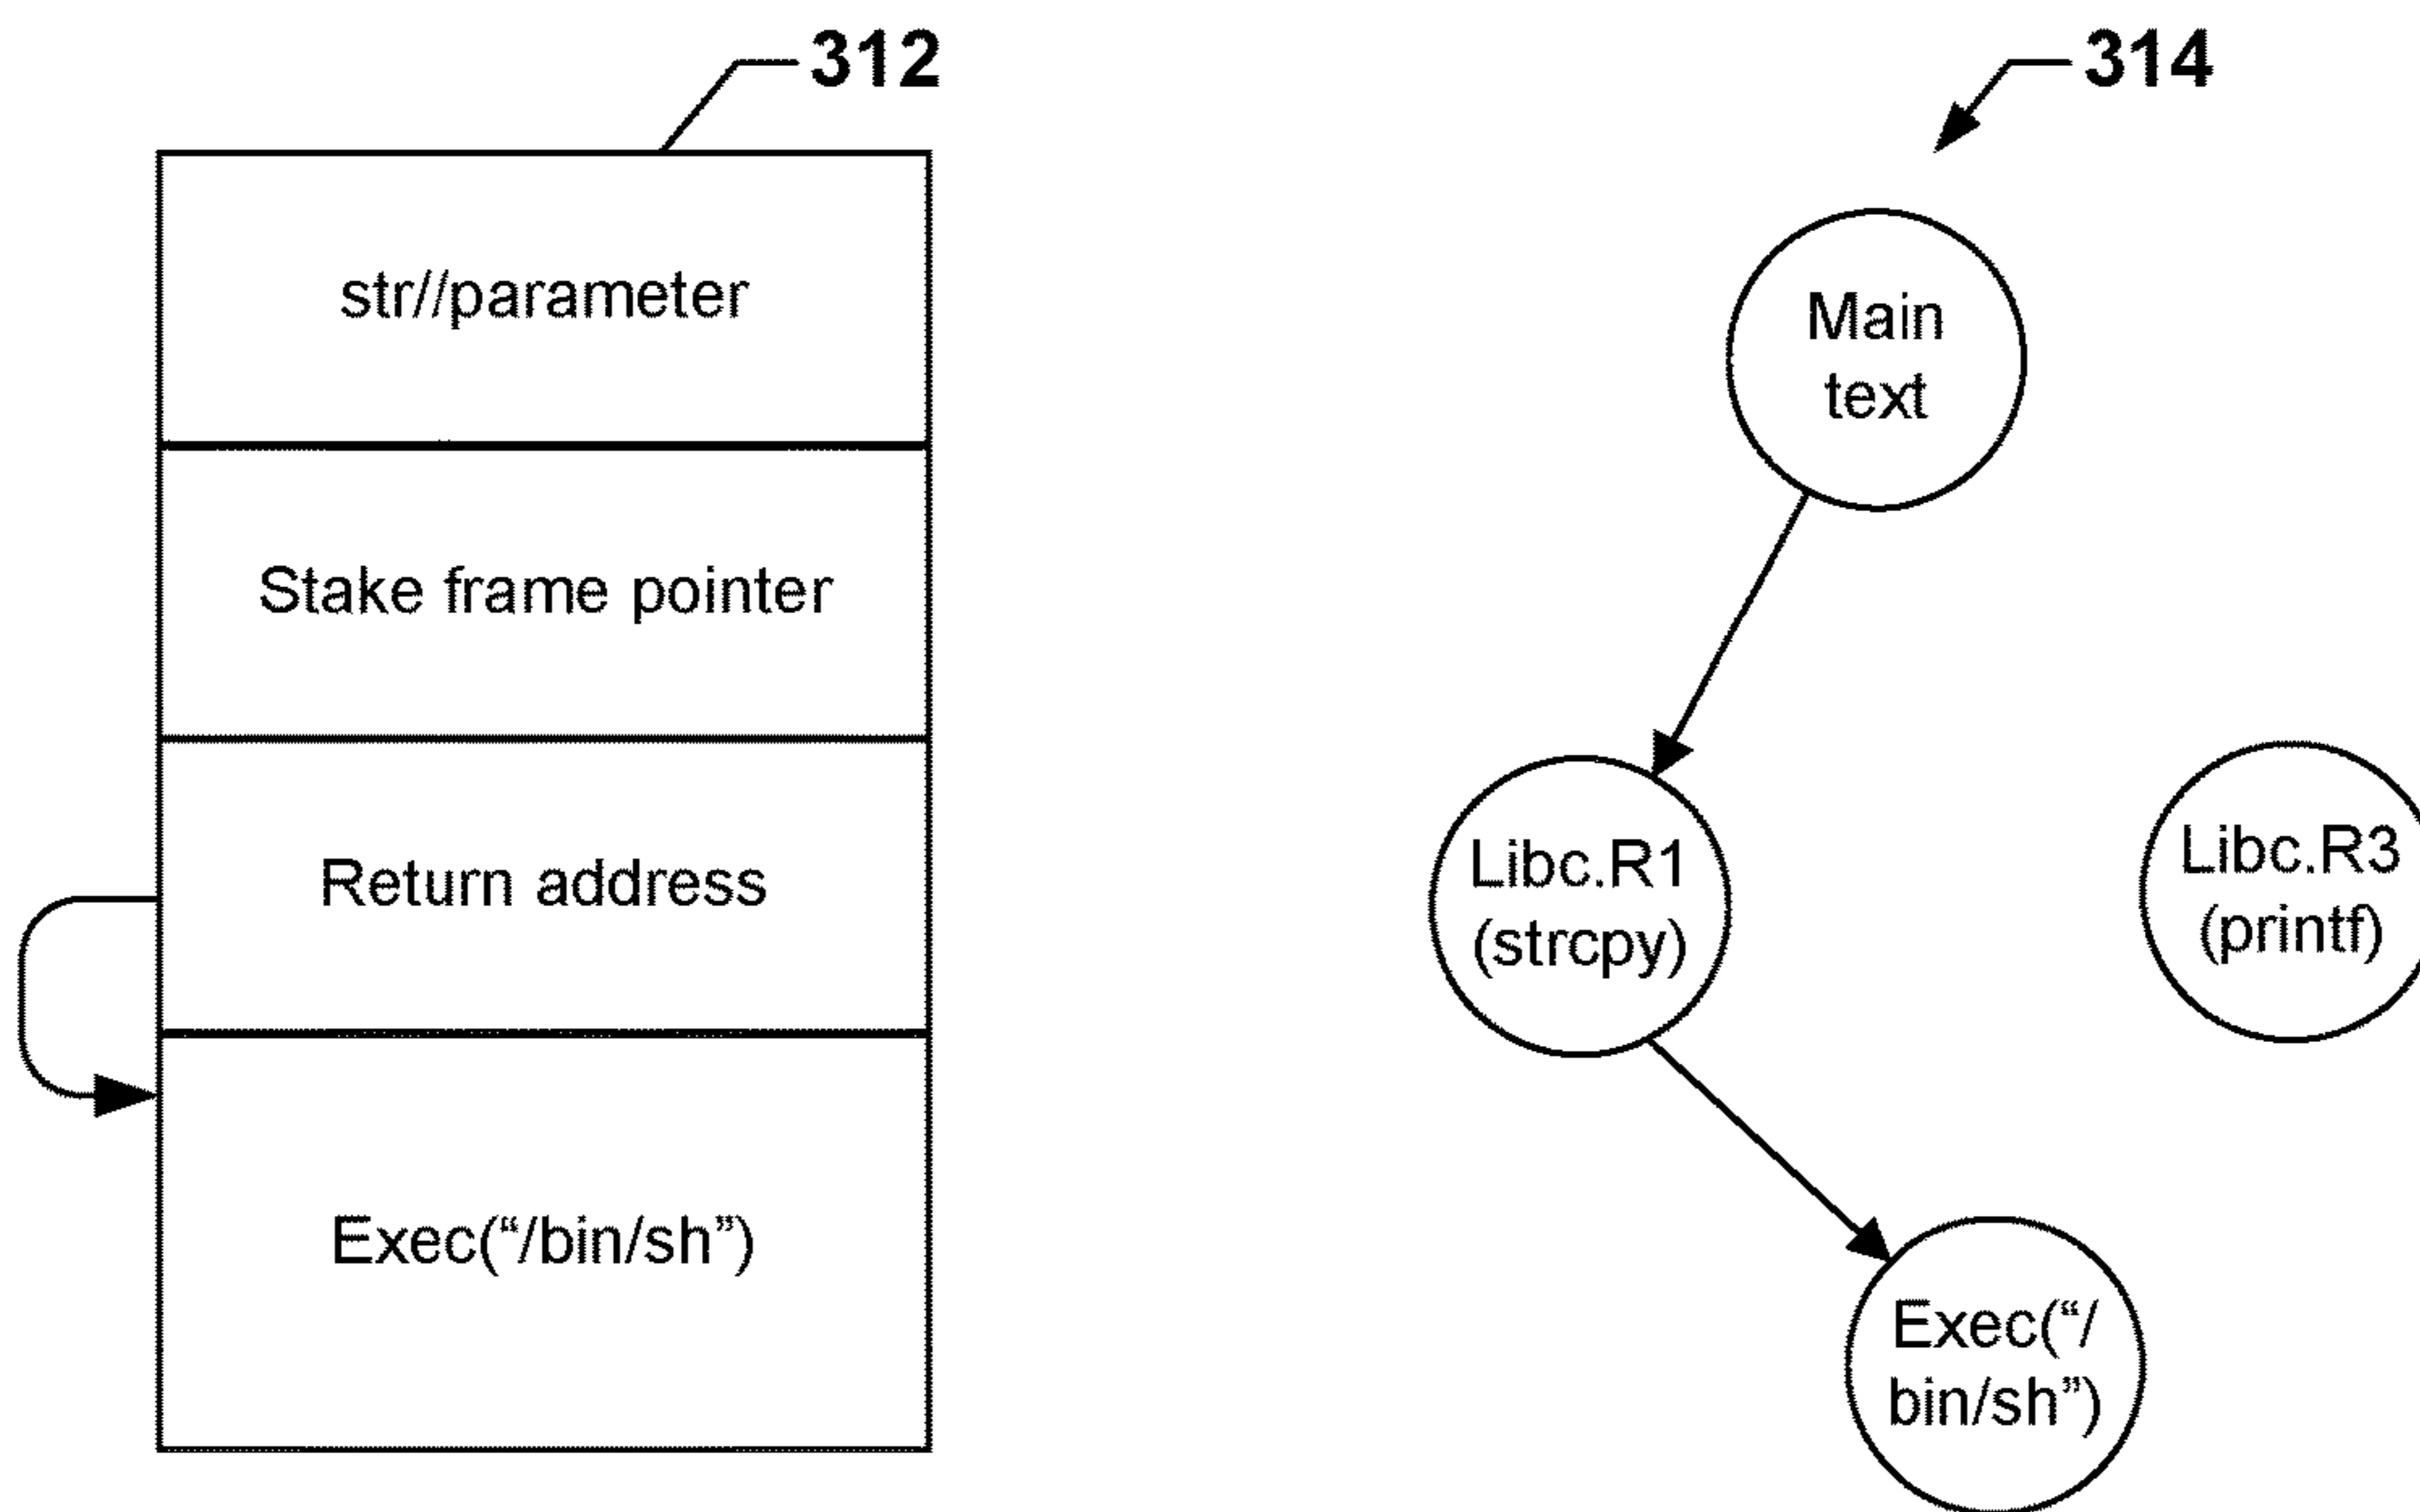 312
str//parameter
Stake frame pointer
Return address
Exec(“/bin/sh”)
314
Main
text
Libc.R1
(strcpy)
Libc.R3
(printf)
Exec(“/
bin/sh”)